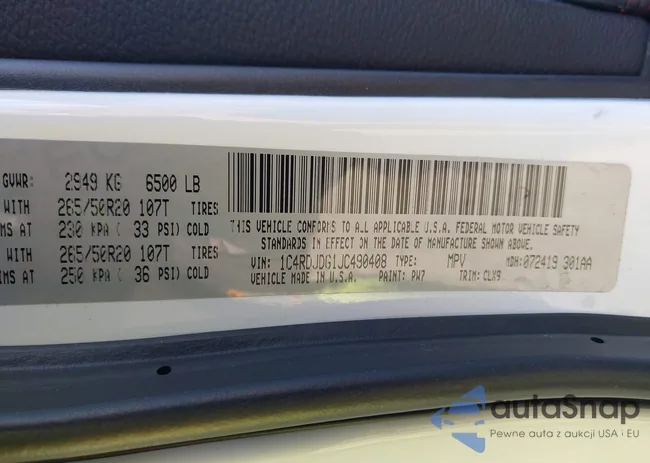 GVWR: 2949 KG 6500 LB
WITH 265/50R20 107T TIRES
IMS AT 230 KPA ( 33 PSI) COLD
WITH 265/50R20 107T TIRES
IMS AT 250 KPA ( 36 PSI) COLD
THIS VEHICLE CONFORMS TO ALL APPLICABLE U.S.A. FEDERAL MOTOR VEHICLE SAFETY
STANDARDS IN EFFECT ON THE DATE OF MANUFACTURE SHOWN ABOVE.
VIN: 1C4RDJDG1JC490408 TYPE: MPV MDH: 072419 301AA
VEHICLE MADE IN U.S.A. PAINT: PW7 TRIM: CLX9
autoSnap
Pewne auta z aukcji USA i EU